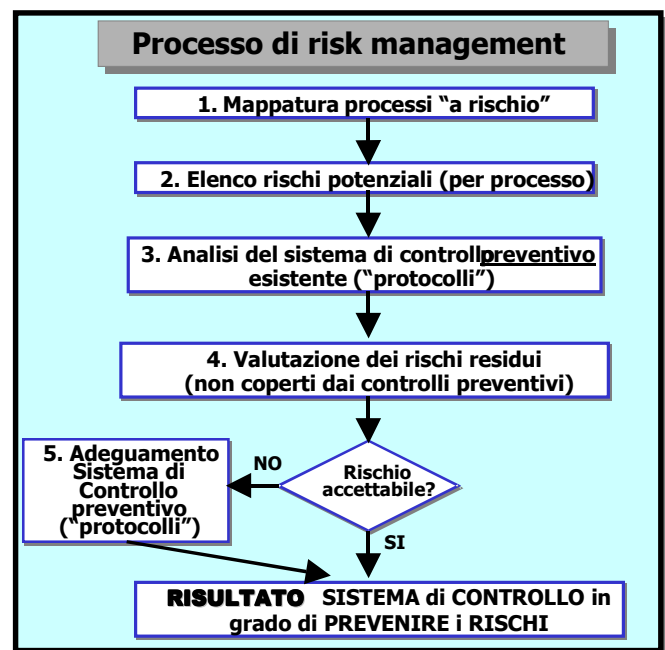 Processo di risk management
1. Mappatura processi “a rischio”
2. Elenco rischi potenziali (per processo)
3. Analisi del sistema di controllo preventivo
esistente (“protocolli”)
4. Valutazione dei rischi residui
(non coperti dai controlli preventivi)
5. Adeguamento
Sistema di
Controllo
preventivo
(“protocolli”)
NO
Rischio
accettabile?
SI
RISULTATO SISTEMA di CONTROLLO in
grado di PREVENIRE i RISCHI